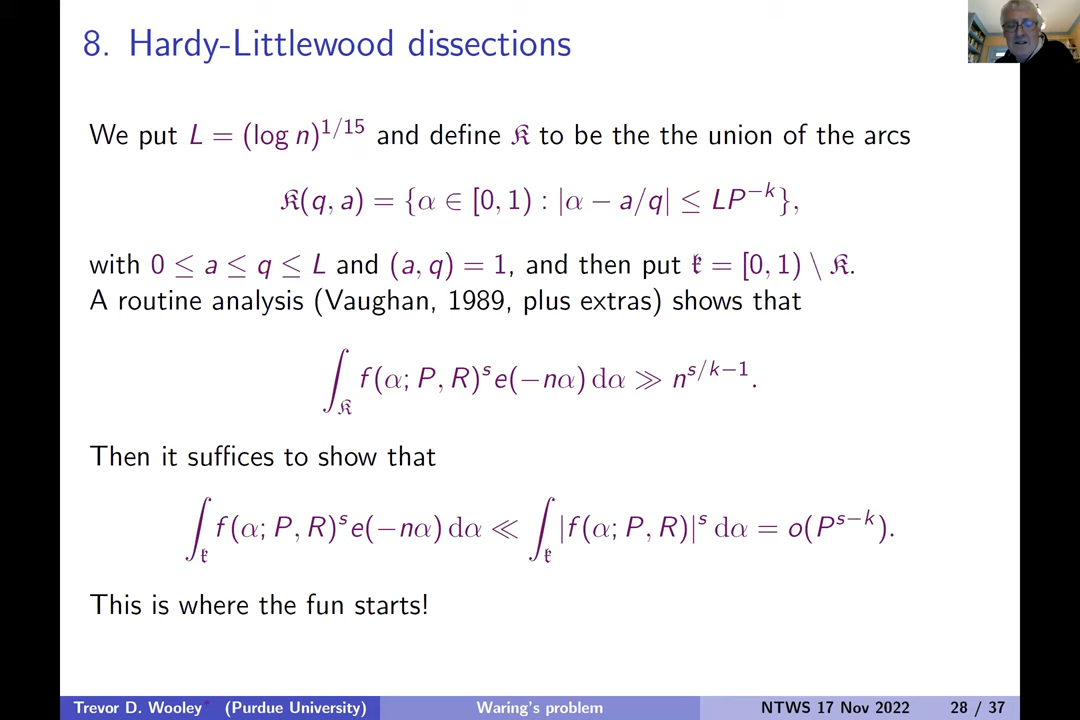 8. Hardy-Littlewood dissections
We put L = (log n)^{1/15} and define 𝔎 to be the the union of the arcs
𝔎(q, a) = {α ∈ [0, 1) : |α − a/q| ≤ LP^{−k}},
with 0 ≤ a ≤ q ≤ L and (a, q) = 1, and then put 𝔨 = [0, 1) \ 𝔎.
A routine analysis (Vaughan, 1989, plus extras) shows that
∫_𝔎 f(α; P, R)^s e(−nα) dα ≫ n^{s/k−1}.
Then it suffices to show that
∫_𝔨 f(α; P, R)^s e(−nα) dα ≪ ∫_𝔨 |f(α; P, R)|^s dα = o(P^{s−k}).
This is where the fun starts!
Trevor D. Wooley* (Purdue University) Waring's problem NTWS 17 Nov 2022 28 / 37